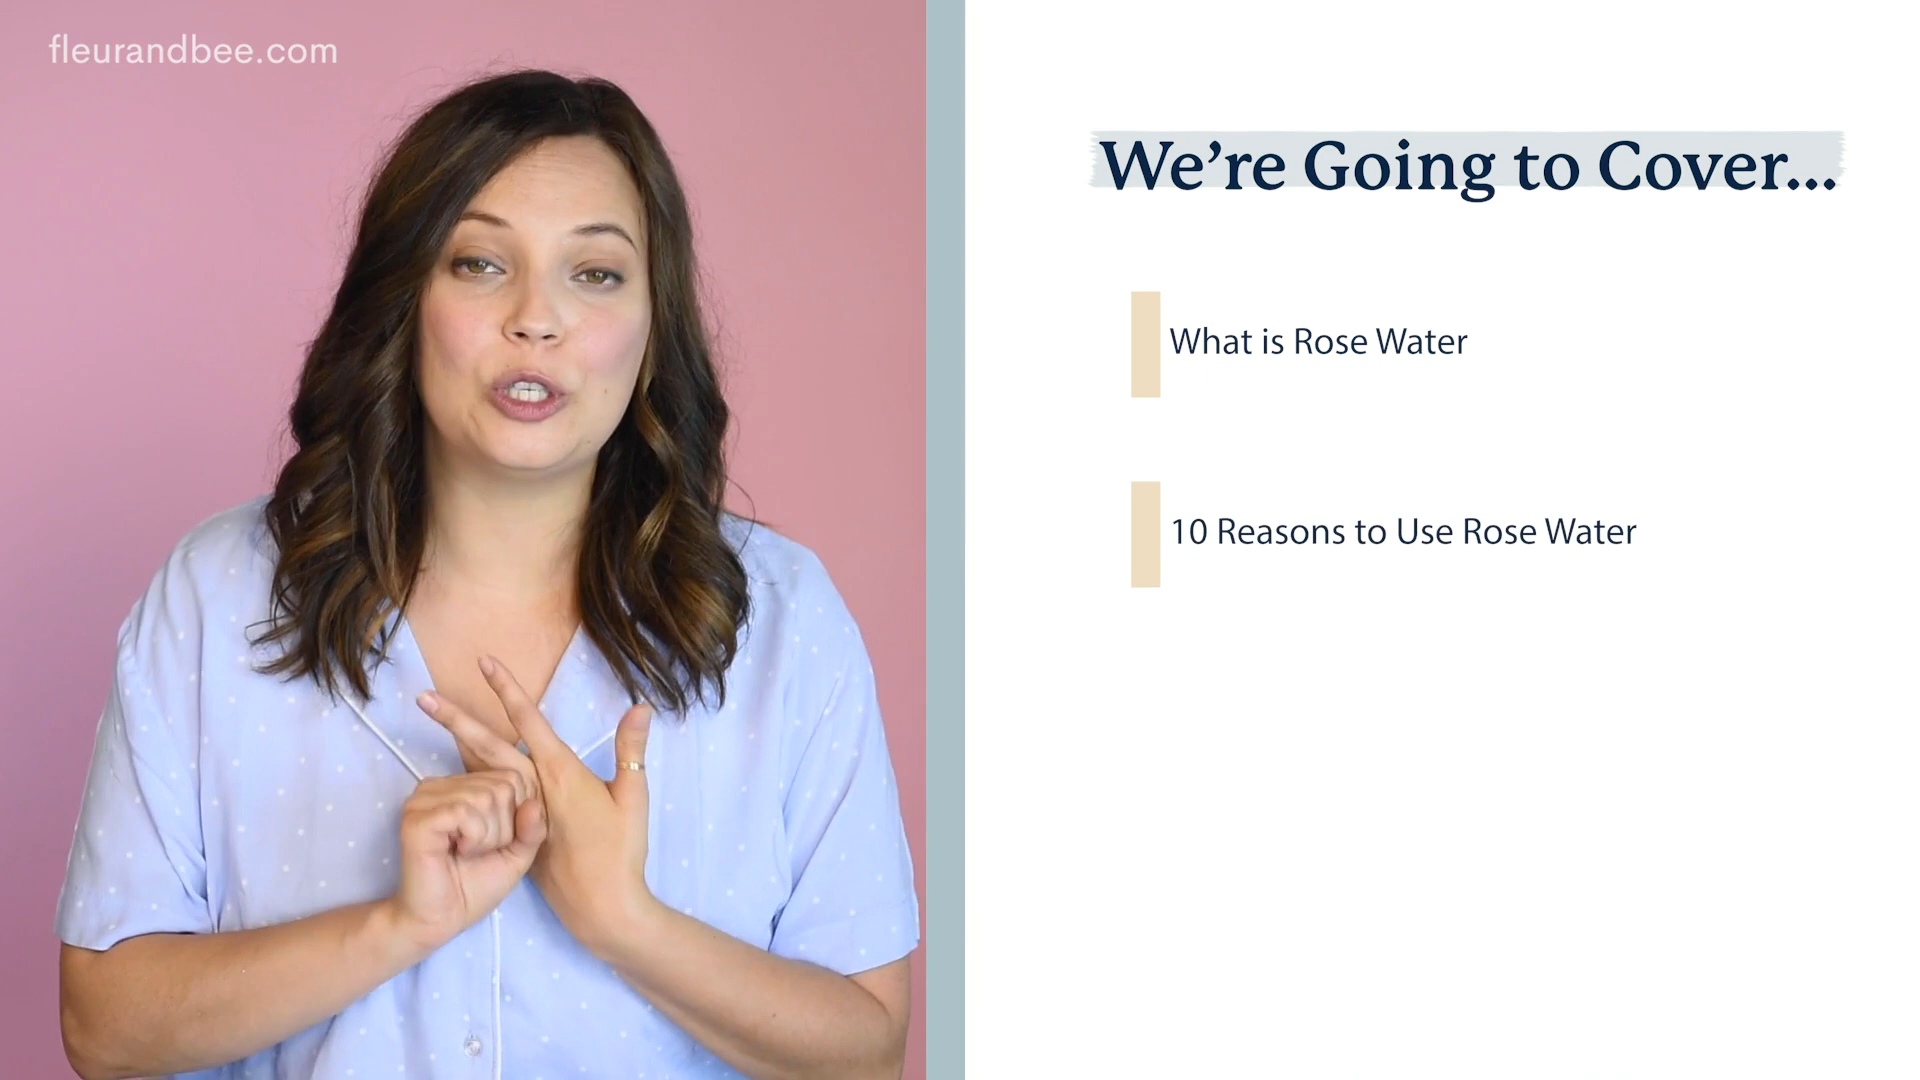 fleurandbee.com
We're Going to Cover...
What is Rose Water
10 Reasons to Use Rose Water